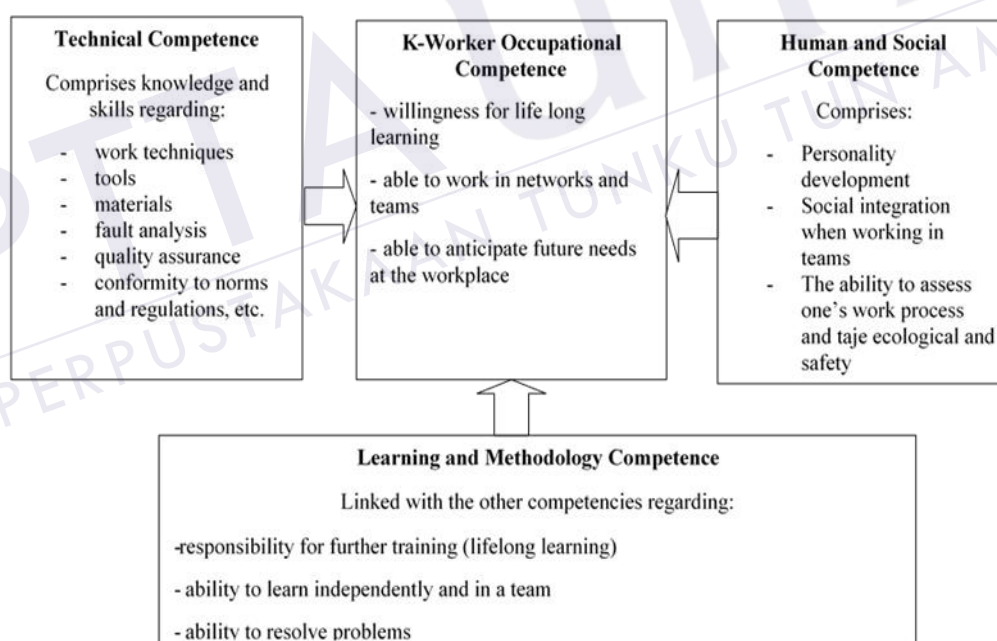 Technical Competence
Comprises knowledge and
skills regarding:
- work techniques
- tools
- materials
- fault analysis
- quality assurance
- conformity to norms
and regulations, etc.
K-Worker Occupational
Competence
- willingness for life long
learning
- able to work in networks and
teams
- able to anticipate future needs
at the workplace
Human and Social
Competence
Comprises:
- Personality
development
- Social integration
when working in
teams
- The ability to assess
one's work process
and taje ecological and
safety
Learning and Methodology Competence
Linked with the other competencies regarding:
-responsibility for further training (lifelong learning)
- ability to learn independently and in a team
- ability to resolve problems
PERPUSTAKAAN TUNKU TUN